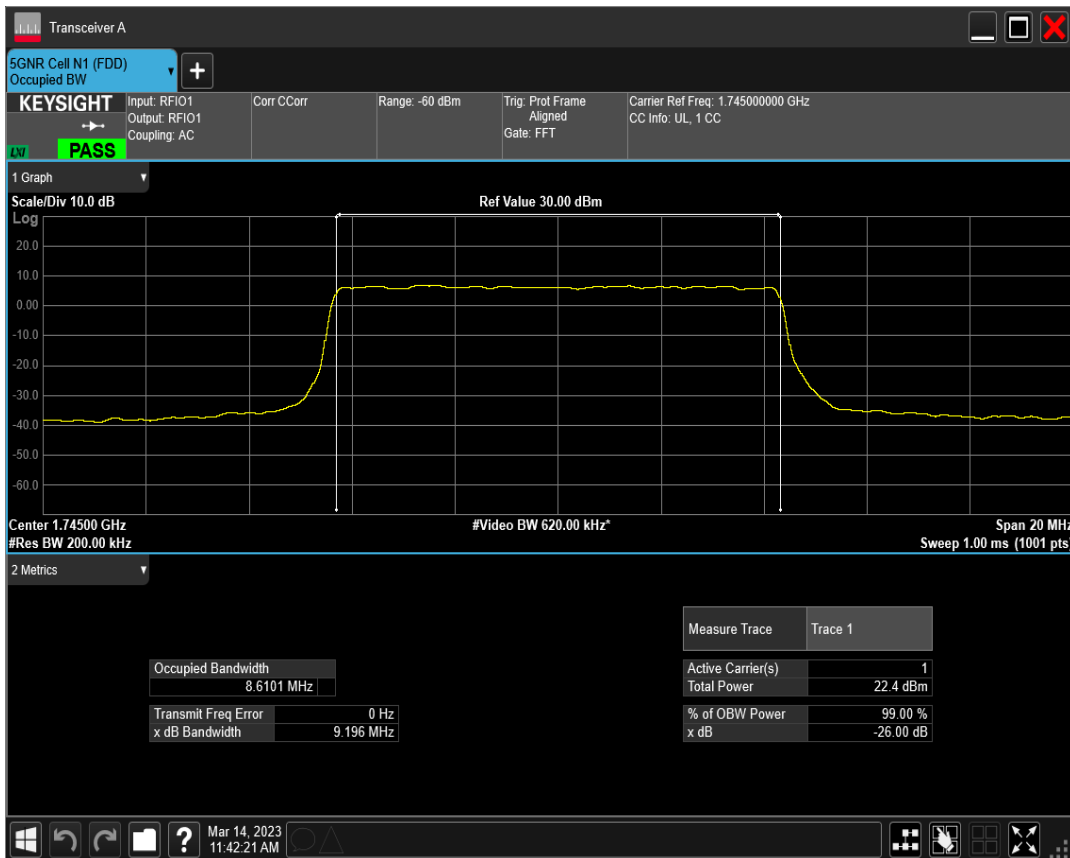 Transceiver A
5GNR Cell N1 (FDD)
Occupied BW
KEYSIGHT
LXI
PASS
Input: RFIO1
Output: RFIO1
Coupling: AC
Corr CCorr
Range: -60 dBm
Trig: Prot Frame
Aligned
Gate: FFT
Carrier Ref Freq: 1.745000000 GHz
CC Info: UL, 1 CC
1 Graph
Scale/Div 10.0 dB
Ref Value 30.00 dBm
Log
20.0
10.0
0.00
-10.0
-20.0
-30.0
-40.0
-50.0
-60.0
Center 1.74500 GHz
#Video BW 620.00 kHz*
Span 20 MHz
#Res BW 200.00 kHz
Sweep 1.00 ms (1001 pts)
2 Metrics
Measure Trace Trace 1
Occupied Bandwidth
8.6101 MHz
Active Carrier(s) 1
Total Power 22.4 dBm
Transmit Freq Error 0 Hz
x dB Bandwidth 9.196 MHz
% of OBW Power 99.00 %
x dB -26.00 dB
?
Mar 14, 2023
11:42:21 AM